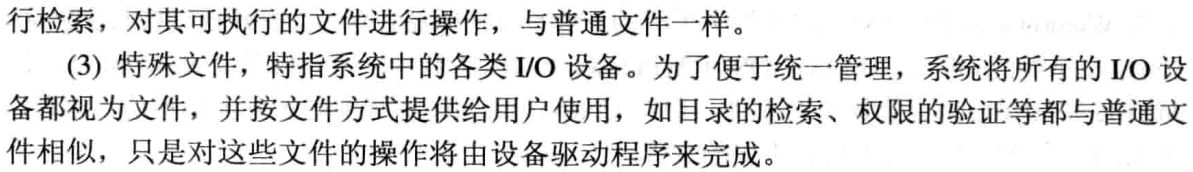 行检索，对其可执行的文件进行操作，与普通文件一样。
(3) 特殊文件，特指系统中的各类 I/O 设备。为了便于统一管理，系统将所有的 I/O 设
备都视为文件，并按文件方式提供给用户使用，如目录的检索、权限的验证等都与普通文
件相似，只是对这些文件的操作将由设备驱动程序来完成。